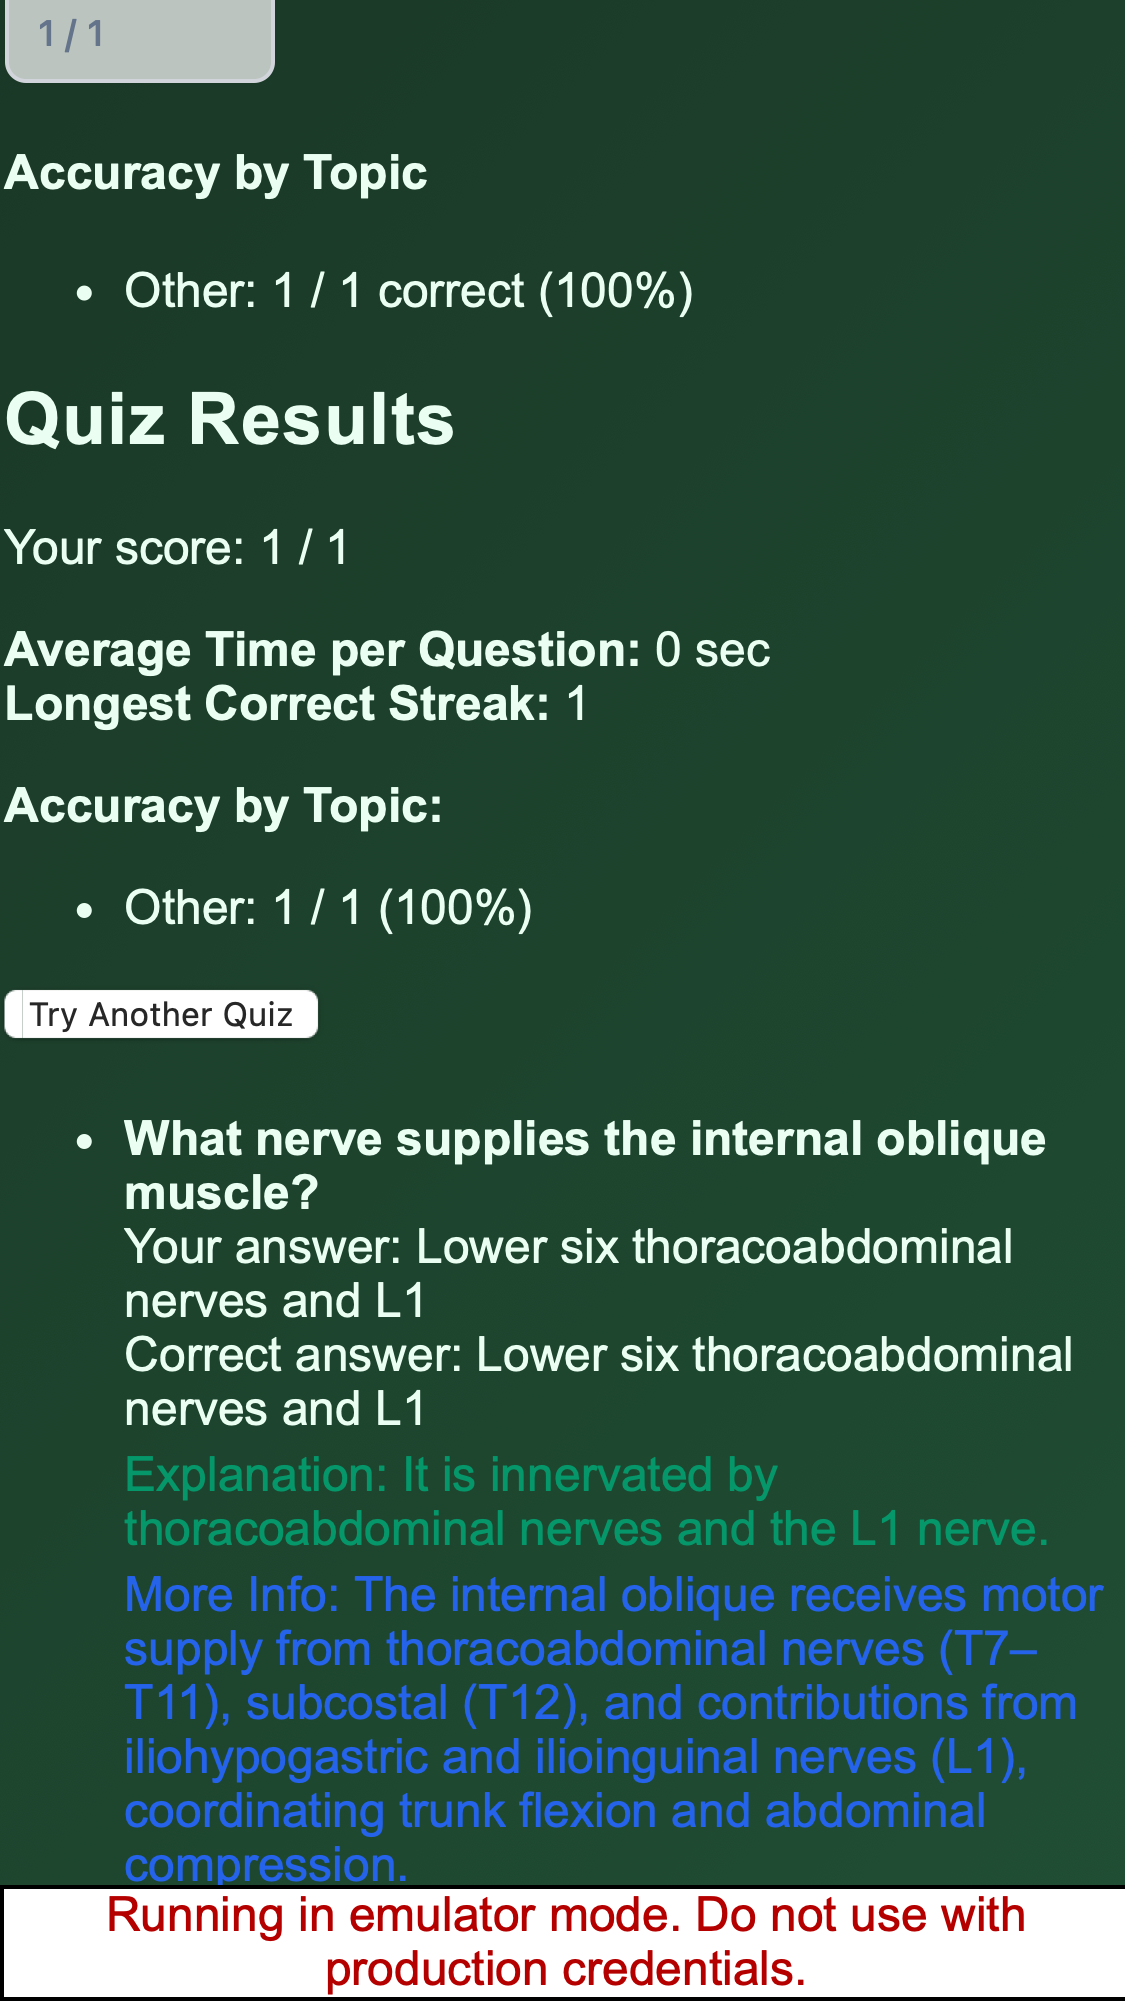 1 / 1
Accuracy by Topic
• Other: 1 / 1 correct (100%)
Quiz Results
Your score: 1 / 1
Average Time per Question: 0 sec
Longest Correct Streak: 1
Accuracy by Topic:
• Other: 1 / 1 (100%)
Try Another Quiz
• What nerve supplies the internal oblique
muscle?
Your answer: Lower six thoracoabdominal
nerves and L1
Correct answer: Lower six thoracoabdominal
nerves and L1
Explanation: It is innervated by
thoracoabdominal nerves and the L1 nerve.
More Info: The internal oblique receives motor
supply from thoracoabdominal nerves (T7–
T11), subcostal (T12), and contributions from
iliohypogastric and ilioinguinal nerves (L1),
coordinating trunk flexion and abdominal
compression.
Running in emulator mode. Do not use with
production credentials.